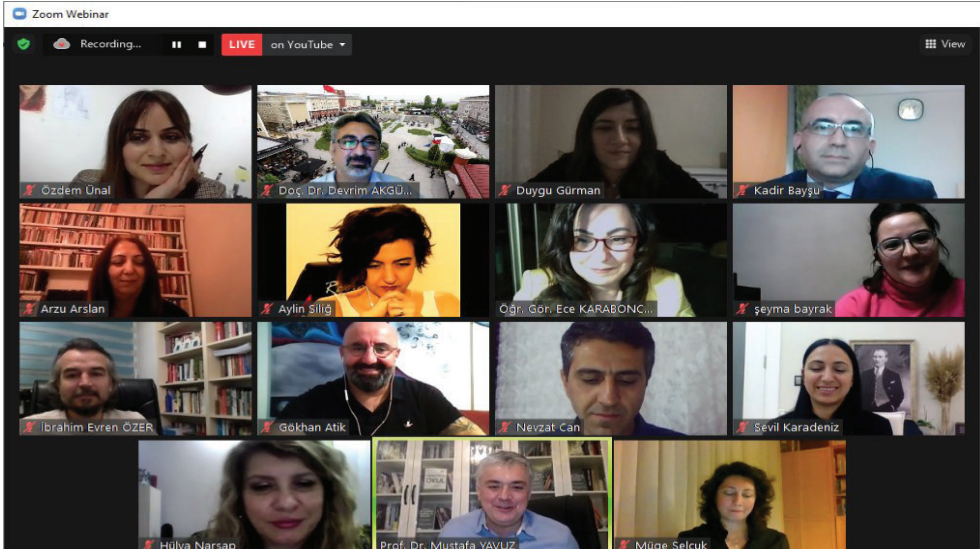 Zoom Webinar
Recording...
LIVE on YouTube
View
Özdem Ünal
Doç. Dr. Devrim AKGÜ...
Duygu Gürman
Kadir Bayşu
Arzu Arslan
Aylin Siliğ
Öğr. Gör. Ece KARABONC...
şeyma bayrak
İbrahim Evren ÖZER
Gökhan Atik
Nevzat Can
Sevil Karadeniz
Hülya Narsap
Prof. Dr. Mustafa YAVUZ
Müge Selçuk